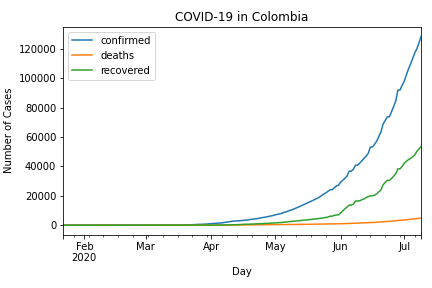 COVID-19 in Colombia
confirmed
deaths
recovered
120000
100000
80000
60000
40000
20000
0
Number of Cases
Feb Mar Apr May Jun Jul
2020
Day